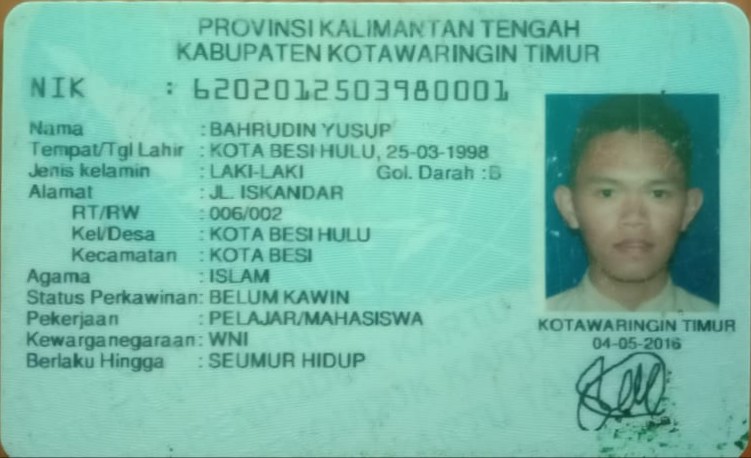 PROVINSI KALIMANTAN TENGAH
KABUPATEN KOTAWARINGIN TIMUR
NIK : 6202012503980001
Nama : BAHRUDIN YUSUP
Tempat/Tgl Lahir : KOTA BESI HULU, 25-03-1998
Jenis kelamin : LAKI-LAKI Gol. Darah : B
Alamat : JL. ISKANDAR
RT/RW : 006/002
Kel/Desa : KOTA BESI HULU
Kecamatan : KOTA BESI
Agama : ISLAM
Status Perkawinan: BELUM KAWIN
Pekerjaan : PELAJAR/MAHASISWA
Kewarganegaraan: WNI
Berlaku Hingga : SEUMUR HIDUP
KOTAWARINGIN TIMUR
04-05-2016